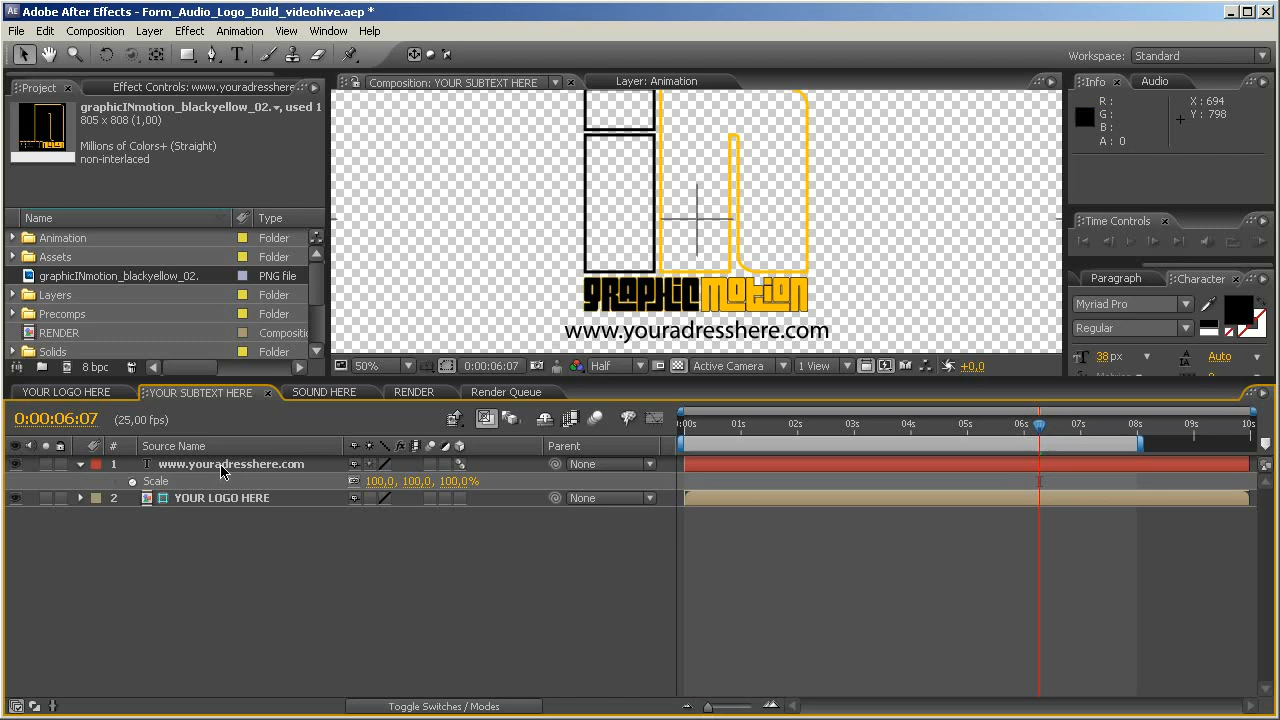 Adobe After Effects - Form_Audio_Logo_Build_videohive.aep *
File Edit Composition Layer Effect Animation View Window Help
Workspace: Standard
Project Effect Controls: www.youradresshere
Composition: YOUR SUBTEXT HERE
Layer: Animation
Info Audio
graphicINmotion_blackyellow_02., used 1
805 x 808 (1,00)
Millions of Colors+ (Straight)
non-interlaced
R :
G :
B :
A : 0
X : 694
Y : 798
Name Type
Animation Folder
Assets Folder
graphicINmotion_blackyellow_02. PNG file
Layers Folder
Precomps Folder
RENDER Compositi
Solids Folder
8 bpc
graphicINmotion
www.youradresshere.com
50% 0:00:06:07 Half Active Camera 1 View +0,0
Time Controls
Paragraph Character
Myriad Pro
Regular
38 px
Auto
YOUR LOGO HERE YOUR SUBTEXT HERE SOUND HERE RENDER Render Queue
0:00:06:07 (25,00 fps)
:00s 01s 02s 03s 04s 05s 06s 07s 08s 09s 10s
# Source Name Parent
1 T www.youradresshere.com None
Scale 100,0, 100,0, 100,0%
2 YOUR LOGO HERE None
Toggle Switches / Modes